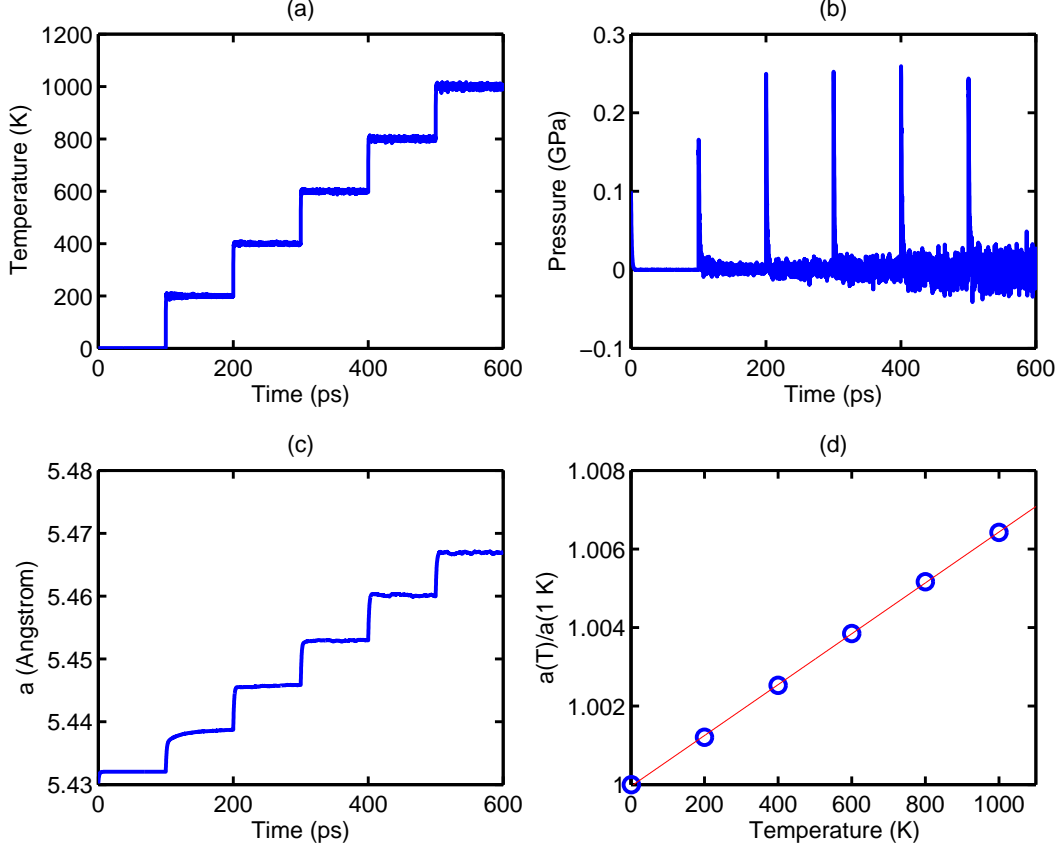 (a)
Temperature (K)
1200
1000
800
600
400
200
0
0 200 400 600
Time (ps)
(b)
Pressure (GPa)
0.3
0.2
0.1
0
−0.1
0 200 400 600
Time (ps)
(c)
a (Angstrom)
5.48
5.47
5.46
5.45
5.44
5.43
0 200 400 600
Time (ps)
(d)
a(T)/a(1 K)
1.008
1.006
1.004
1.002
1
0 200 400 600 800 1000
Temperature (K)